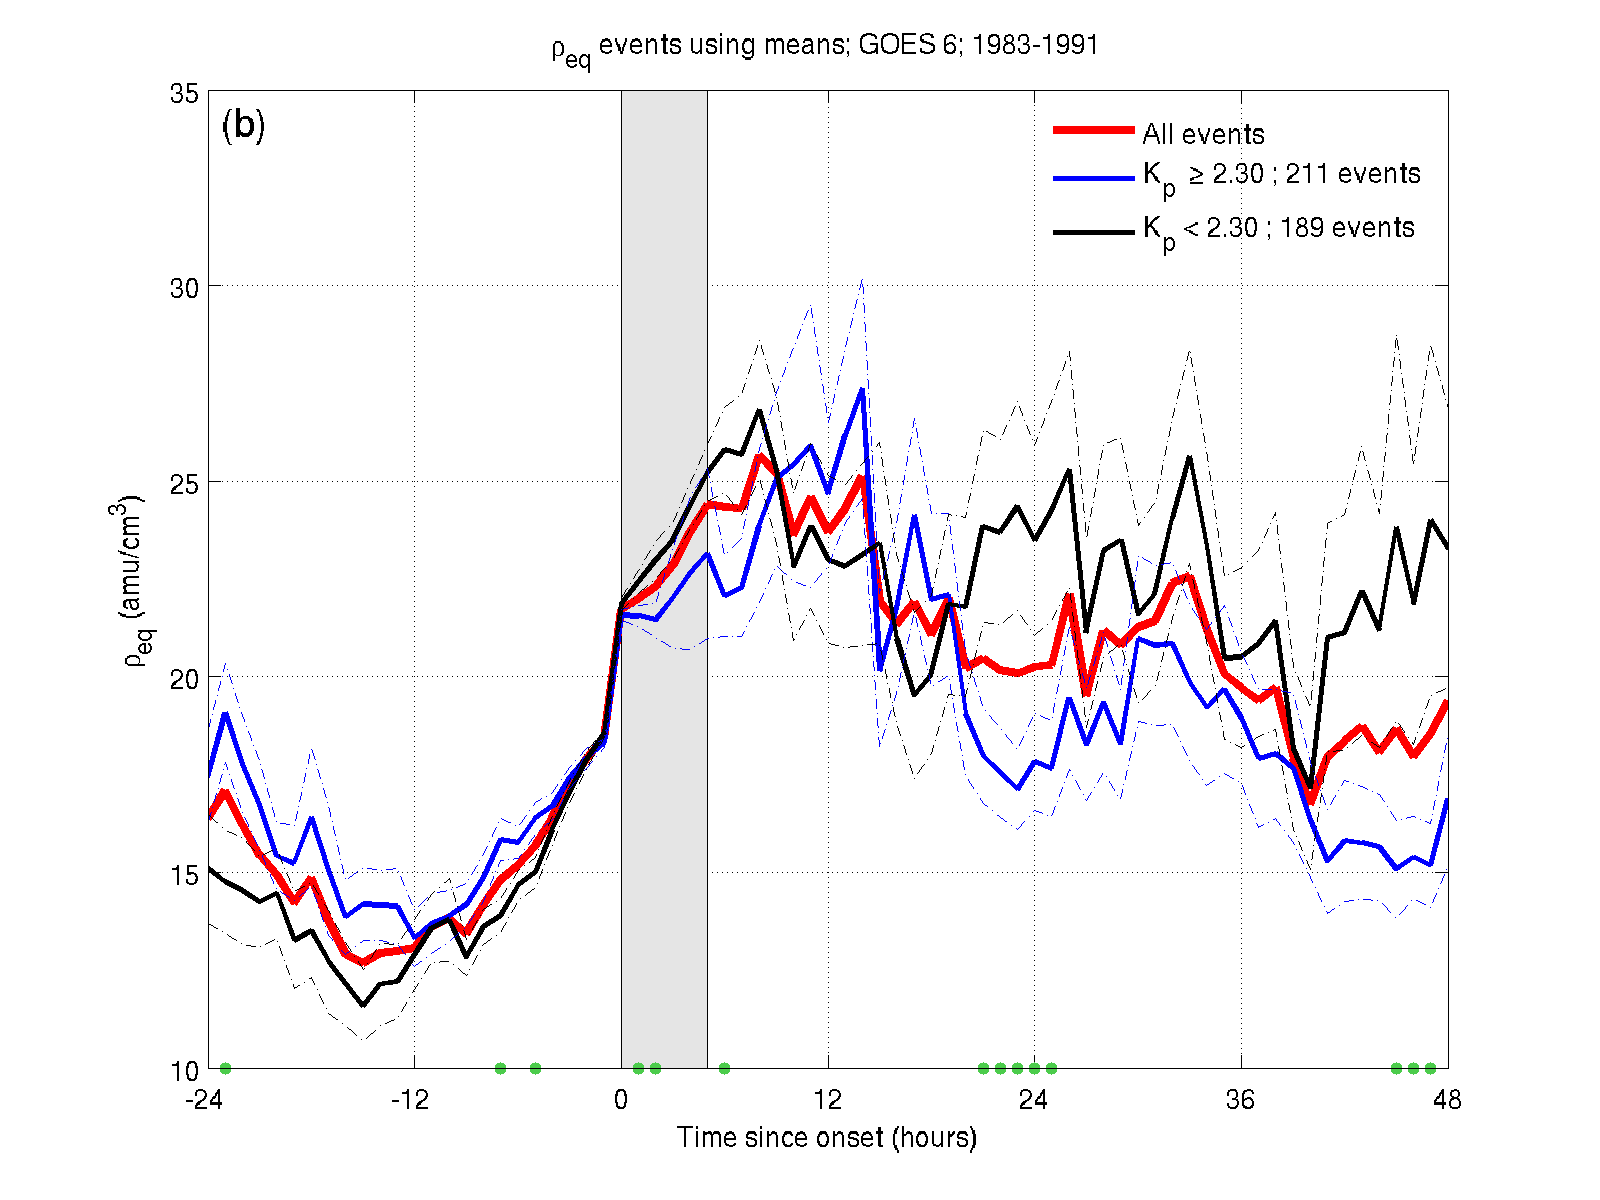 ρeq events using means; GOES 6; 1983-1991
(b)
All events
Kp ≥ 2.30 ; 211 events
Kp < 2.30 ; 189 events
35
30
25
20
15
10
ρeq (amu/cm³)
-24 -12 0 12 24 36 48
Time since onset (hours)